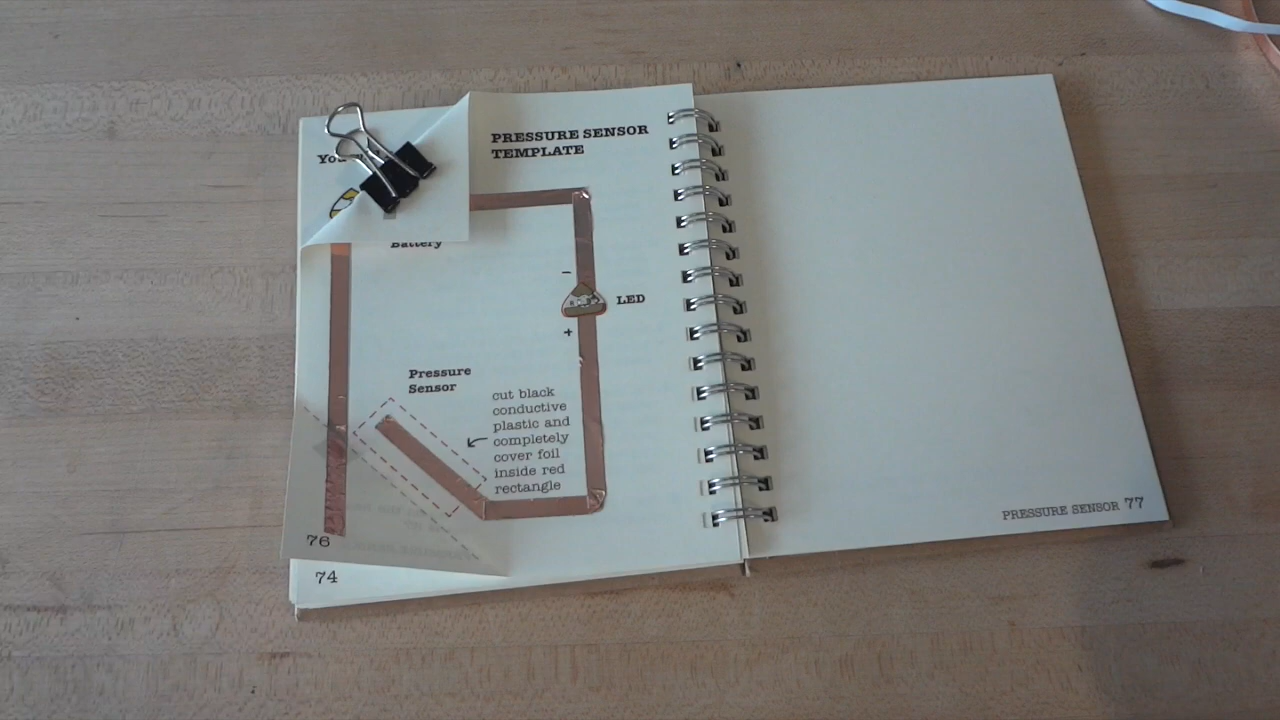 PRESSURE SENSOR
TEMPLATE
Battery
-
LED
+
Pressure
Sensor
cut black
conductive
plastic and
completely
cover foil
inside red
rectangle
76
74
PRESSURE SENSOR 77